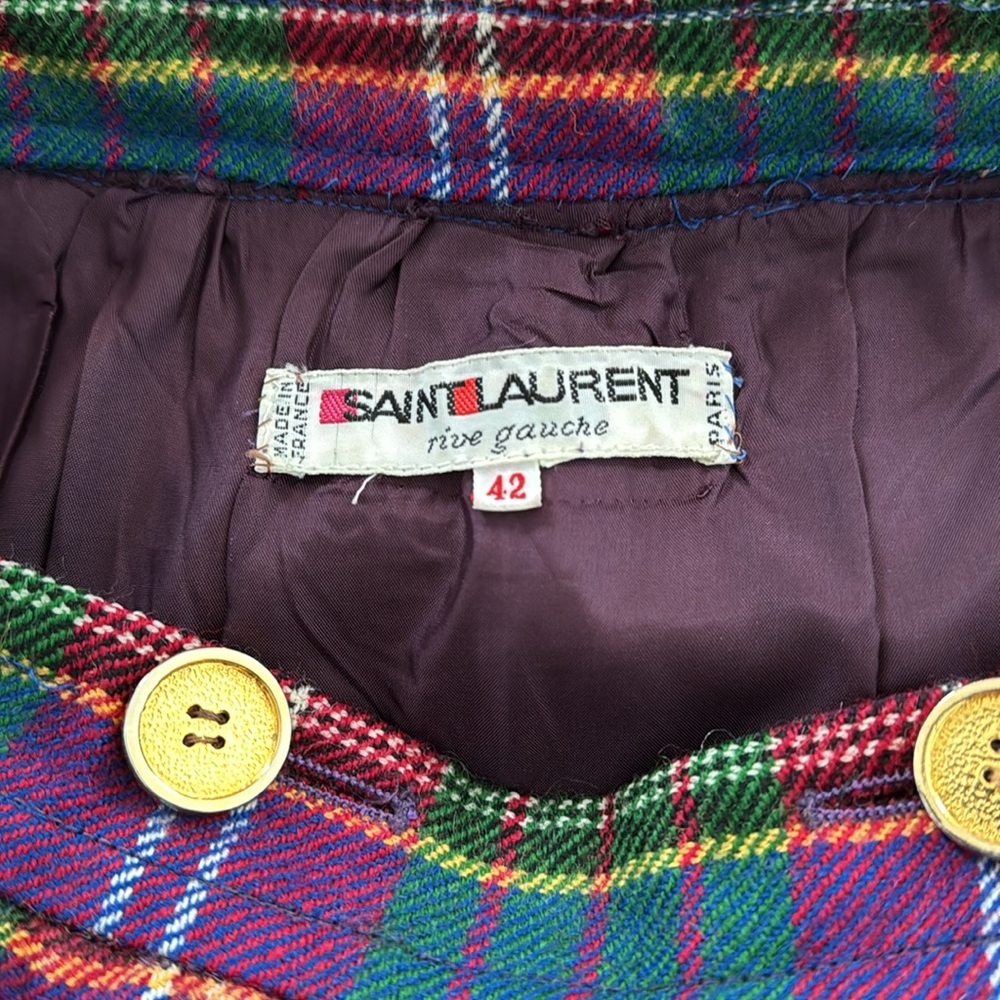 MADE IN
FRANCE
SAINT LAURENT
rive gauche
PARIS
42